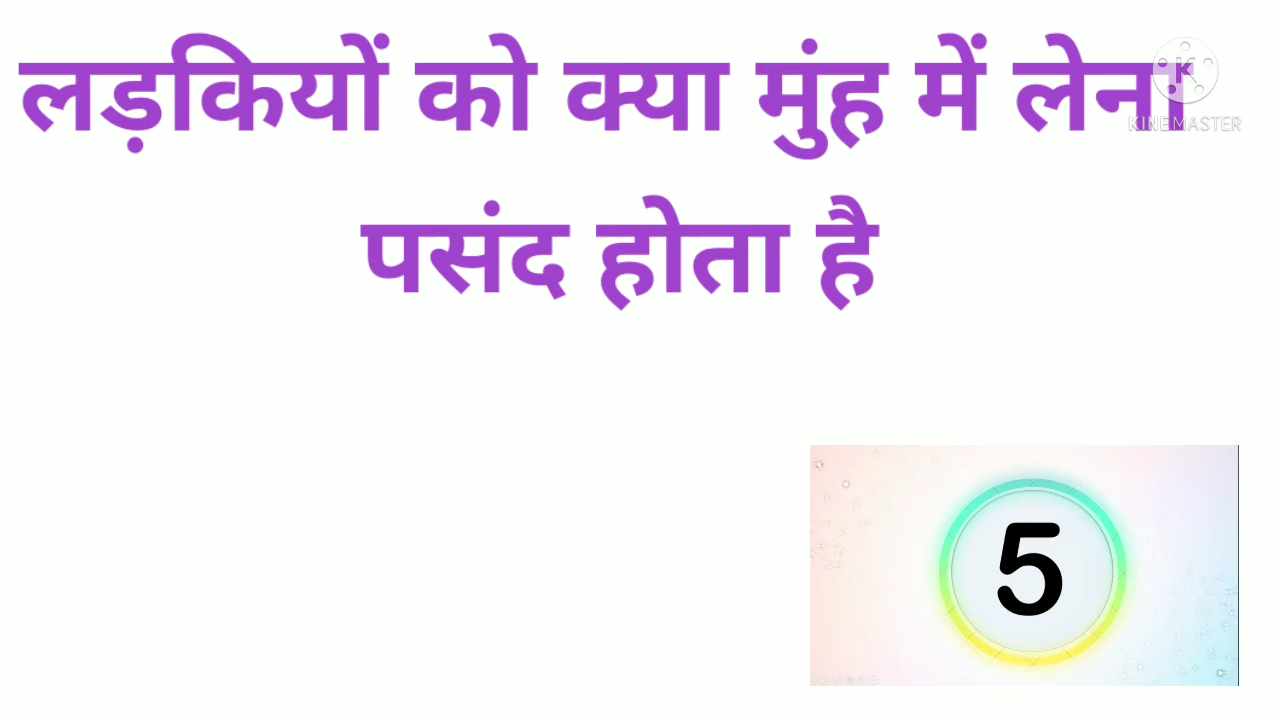 लड़कियों को क्या मुंह में लेना
KINEMASTER
पसंद होता है
5